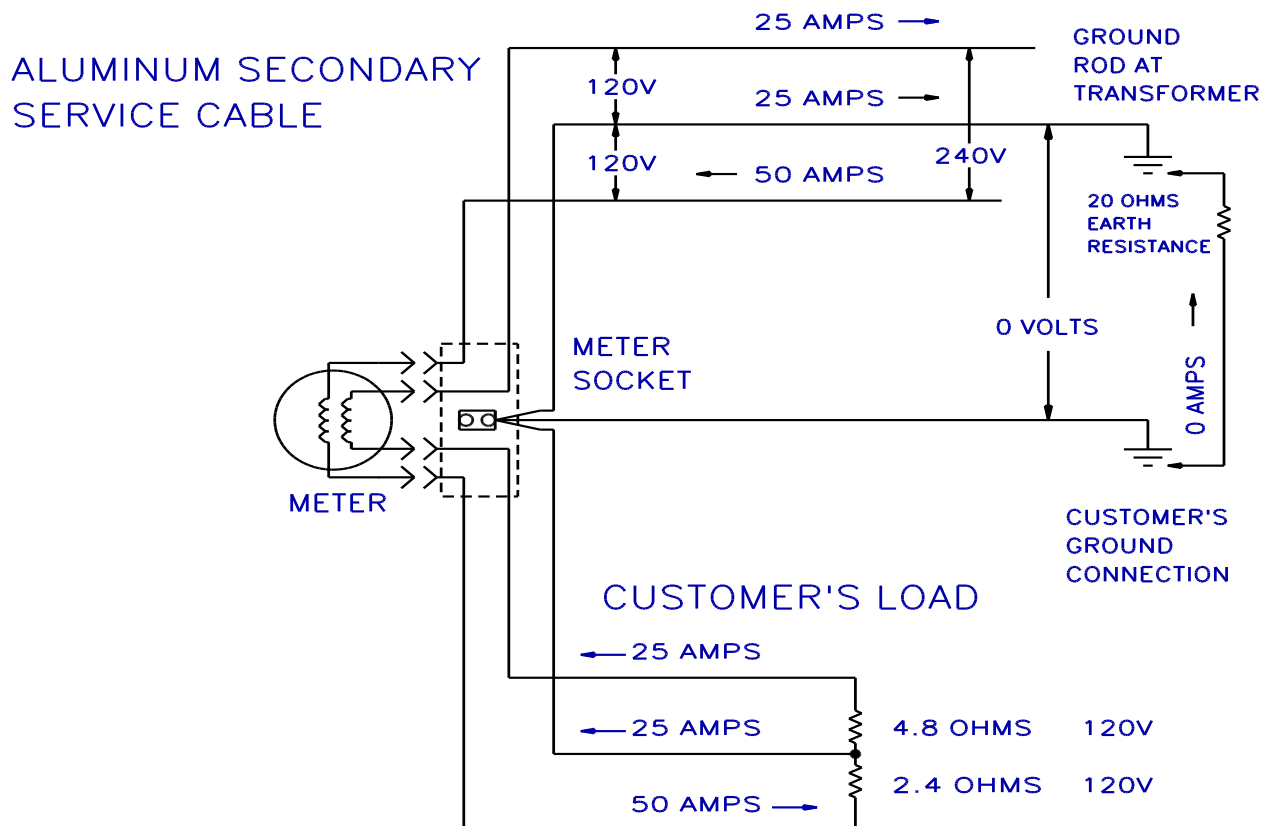 25 AMPS
ALUMINUM SECONDARY
SERVICE CABLE
GROUND
ROD AT
TRANSFORMER
120V
25 AMPS
120V
50 AMPS
240V
20 OHMS
EARTH
RESISTANCE
0 VOLTS
0 AMPS
METER
SOCKET
METER
CUSTOMER'S
GROUND
CONNECTION
CUSTOMER'S LOAD
25 AMPS
25 AMPS
4.8 OHMS 120V
2.4 OHMS 120V
50 AMPS